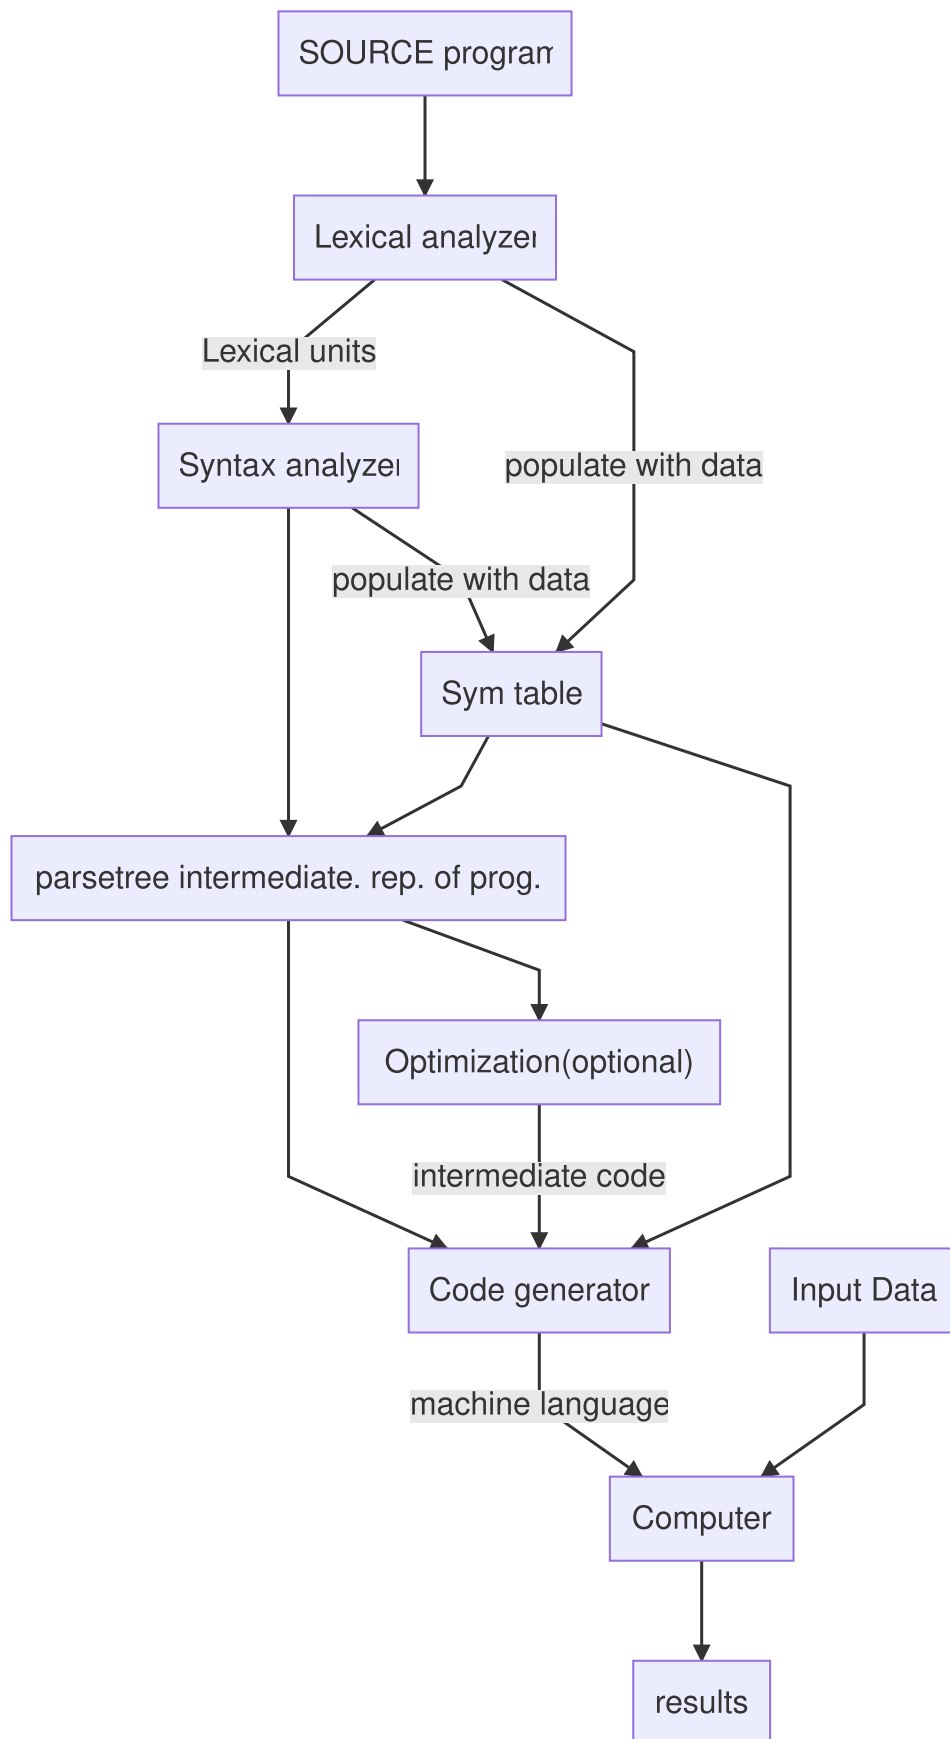 SOURCE program
Lexical analyzer
Lexical units
Syntax analyzer
populate with data
populate with data
Sym table
parsetree intermediate. rep. of prog.
Optimization(optional)
intermediate code
Code generator
Input Data
machine language
Computer
results